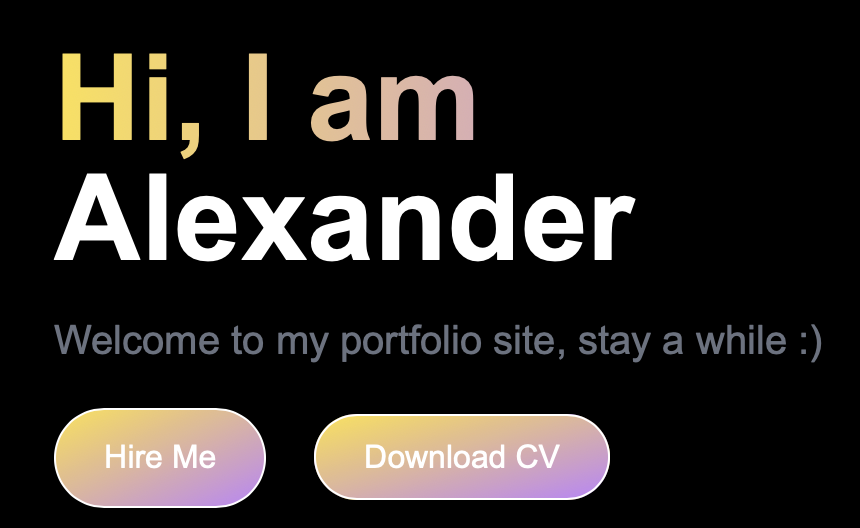 Hi, I am
Alexander
Welcome to my portfolio site, stay a while :)
Hire Me
Download CV